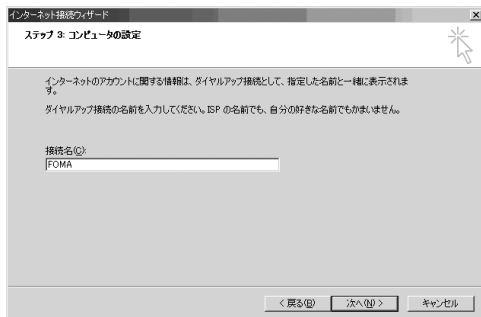 インターネット接続ウィザード
ステップ 3: コンピュータの設定
インターネットのアカウントに関する情報は、ダイヤルアップ接続として、指定した名前と一緒に表示されま
す。
ダイヤルアップ接続の名前を入力してください。ISP の名前でも、自分の好きな名前でもかまいません。
接続名(C):
FOMA
< 戻る(B)
次へ(N) >
キャンセル